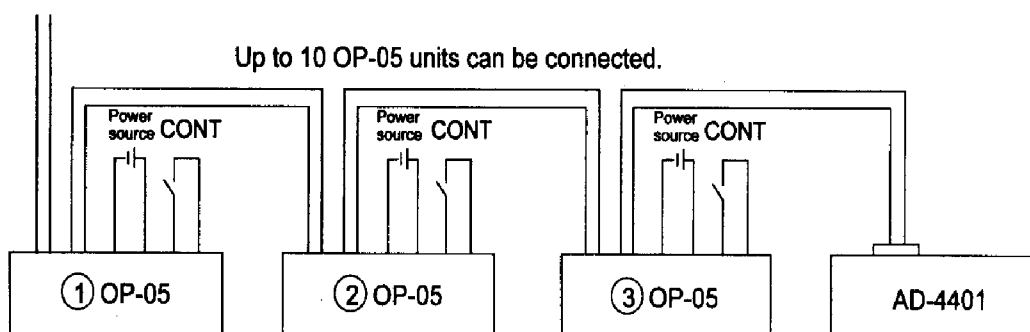 Up to 10 OP-05 units can be connected.
Power
source CONT
Power
source CONT
Power
source CONT
1 OP-05
2 OP-05
3 OP-05
AD-4401